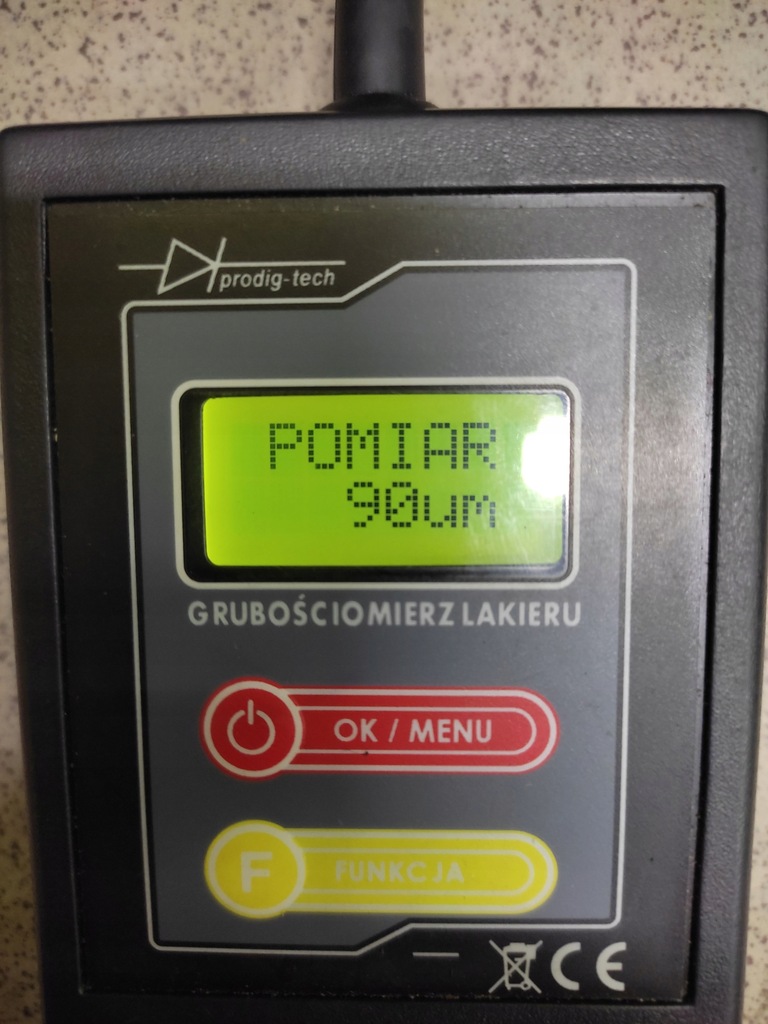 prodig-tech
POMIAR
90um
GRUBOŚCIOMIERZ LAKIERU
OK / MENU
F FUNKCJA
CE